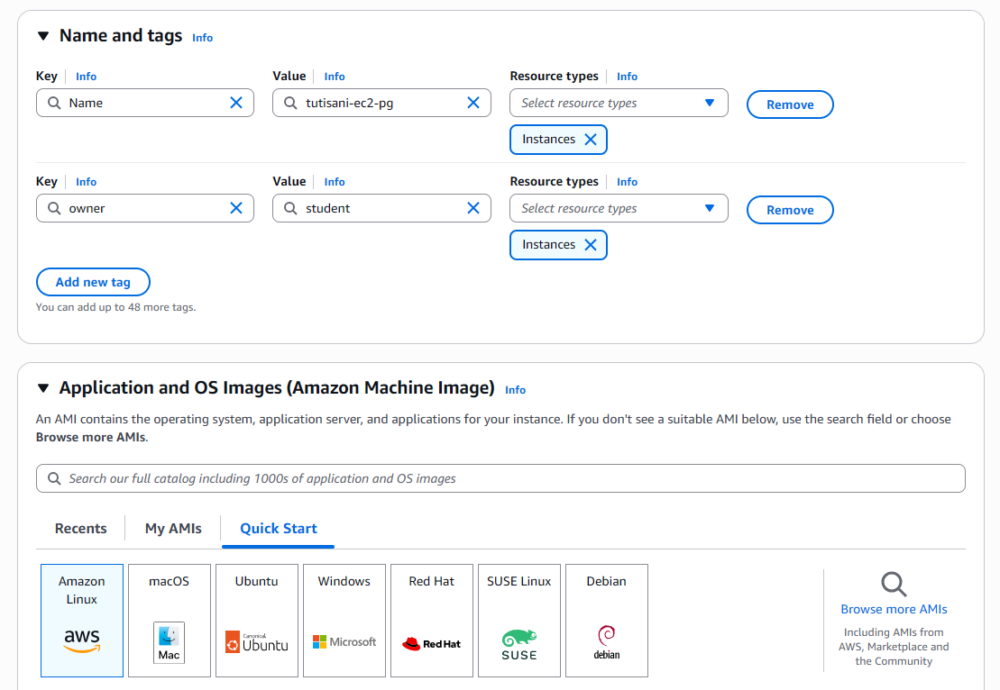 Name and tags Info
Key Info Value Info Resource types Info
Name tutisani-ec2-pg Select resource types Remove
Instances
Key Info Value Info Resource types Info
owner student Select resource types Remove
Instances
Add new tag
You can add up to 48 more tags.
Application and OS Images (Amazon Machine Image) Info
An AMI contains the operating system, application server, and applications for your instance. If you don't see a suitable AMI below, use the search field or choose
Browse more AMIs.
Search our full catalog including 1000s of application and OS images
Recents My AMIs Quick Start
Amazon
Linux
aws
macOS
Mac
Ubuntu
Canonical
Ubuntu
Windows
Microsoft
Red Hat
Red Hat
SUSE Linux
SUSE
Debian
debian
Browse more AMIs
Including AMIs from
AWS, Marketplace and
the Community